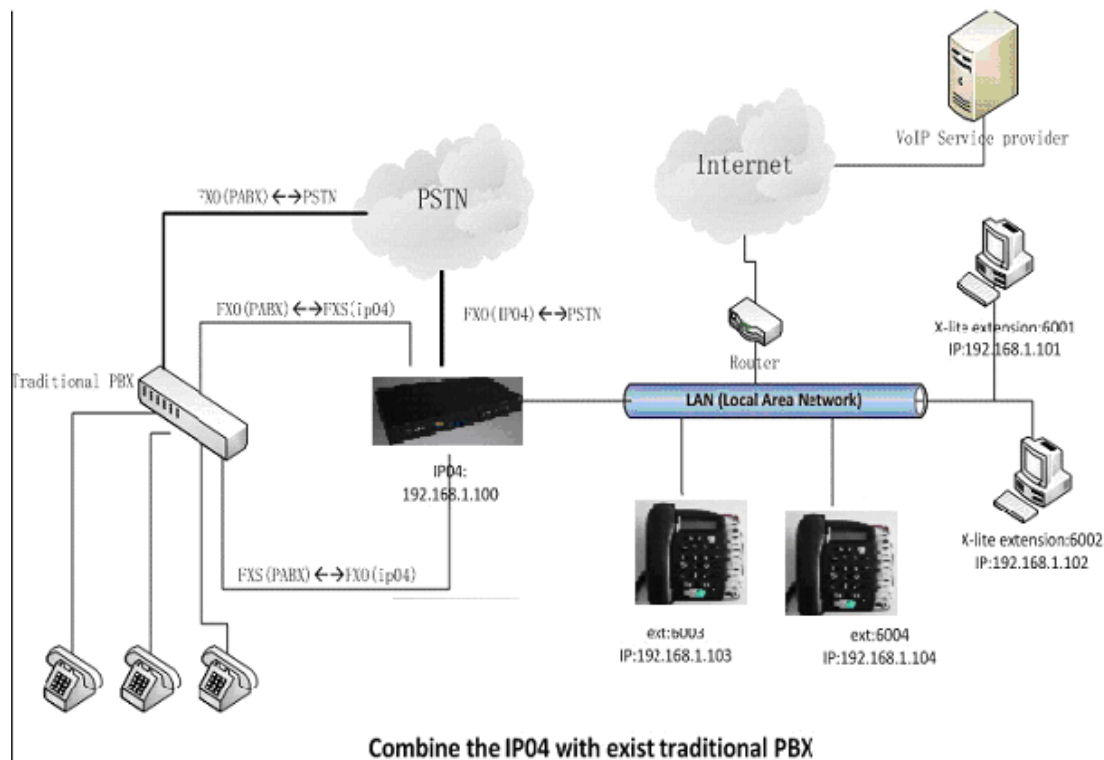 VoIP Service provider
Internet
PSTN
FXO(PABX)←→PSTN
FXO(PABX)←→FXS(ip04)
FXO(IP04)←→PSTN
Router
X-lite extension:6001
IP:192.168.1.101
Traditional PBX
LAN (Local Area Network)
IP04:
192.168.1.100
X-lite extension:6002
IP:192.168.1.102
FXS(PABX)←→FXO(ip04)
ext:6003
IP:192.168.1.103
ext:6004
IP:192.168.1.104
Combine the IP04 with exist traditional PBX